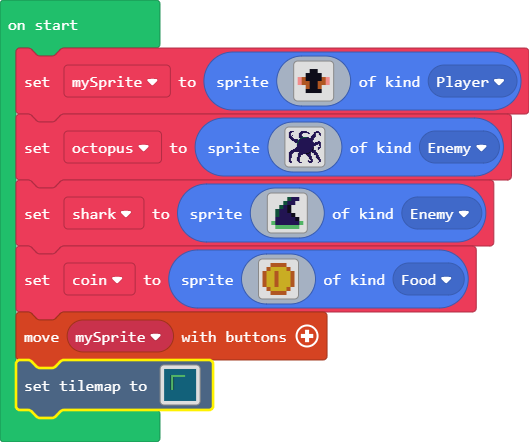 on start
set mySprite to sprite of kind Player
set octopus to sprite of kind Enemy
set shark to sprite of kind Enemy
set coin to sprite of kind Food
move mySprite with buttons
set tilemap to